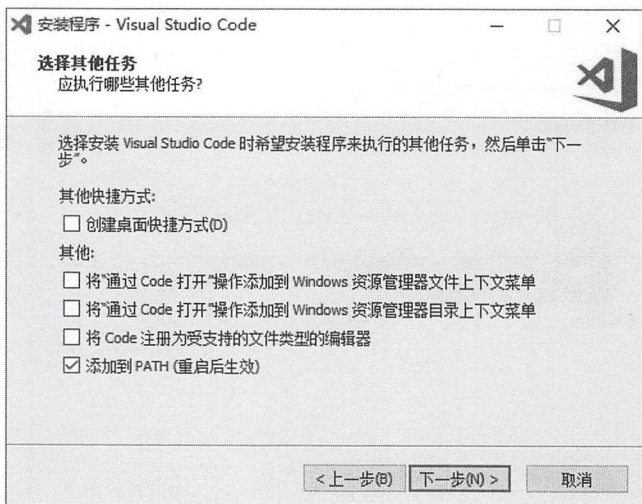 安装程序 - Visual Studio Code
选择其他任务
应执行哪些其他任务?
选择安装 Visual Studio Code 时希望安装程序来执行的其他任务，然后单击“下一
步”。
其他快捷方式:
创建桌面快捷方式(D)
其他:
将“通过 Code 打开”操作添加到 Windows 资源管理器文件上下文菜单
将“通过 Code 打开”操作添加到 Windows 资源管理器目录上下文菜单
将 Code 注册为受支持的文件类型的编辑器
添加到 PATH (重启后生效)
< 上一步(B) 下一步(N) > 取消